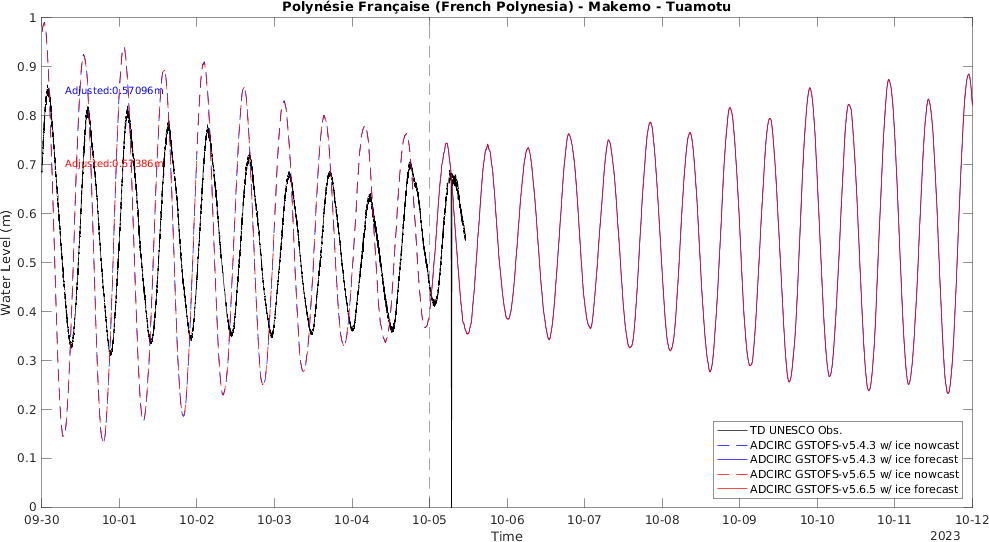 Polynésie Française (French Polynesia) - Makemo - Tuamotu
1
0.9
0.8
0.7
0.6
0.5
0.4
0.3
0.2
0.1
0
Water Level (m)
Adjusted:0.57096m
Adjusted:0.57386m
TD UNESCO Obs.
ADCIRC GSTOFS-v5.4.3 w/ ice nowcast
ADCIRC GSTOFS-v5.4.3 w/ ice forecast
ADCIRC GSTOFS-v5.6.5 w/ ice nowcast
ADCIRC GSTOFS-v5.6.5 w/ ice forecast
09-30 10-01 10-02 10-03 10-04 10-05 10-06 10-07 10-08 10-09 10-10 10-11 10-12
Time
2023